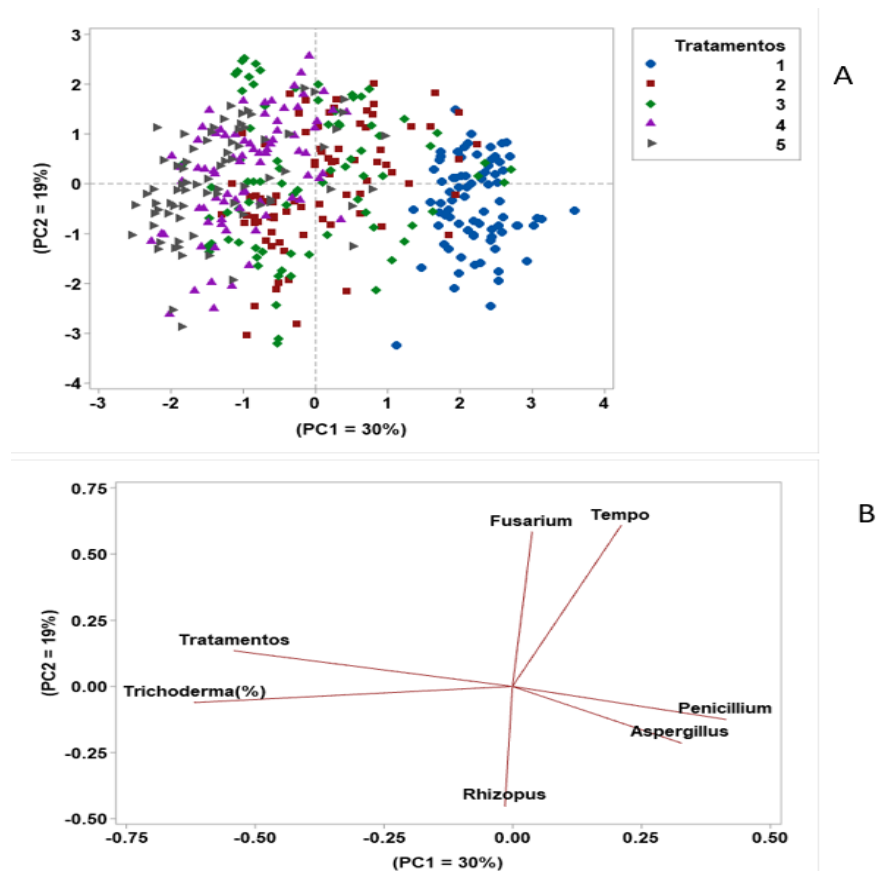 3
2
1
0
-1
-2
-3
-4
(PC2 = 19%)
-3
-2
-1
0
1
2
3
4
(PC1 = 30%)
Tratamentos
1
2
3
4
5
A
0.75
0.50
0.25
0.00
-0.25
-0.50
(PC2 = 19%)
Fusarium
Tempo
Tratamentos
Trichoderma(%)
Penicillium
Aspergillus
Rhizopus
-0.75
-0.50
-0.25
0.00
0.25
0.50
(PC1 = 30%)
B